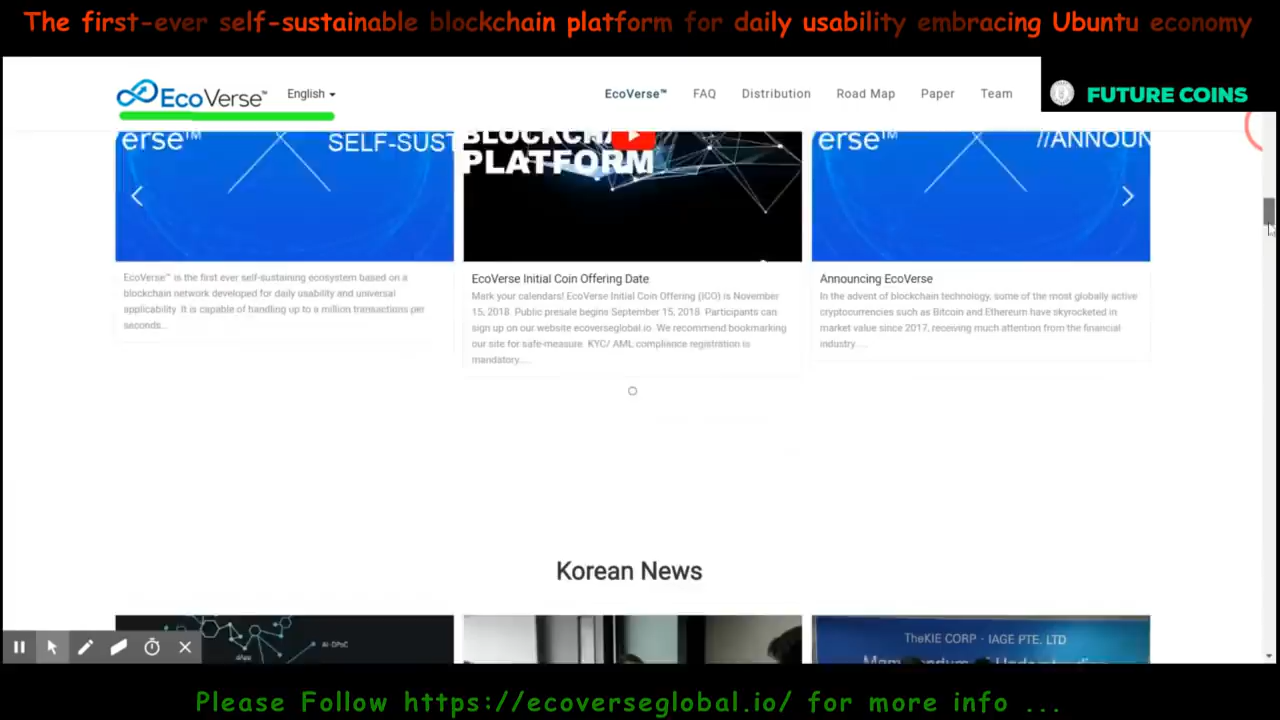 The first-ever self-sustainable blockchain platform for daily usability embracing Ubuntu economy
EcoVerse™
English
EcoVerse™
FAQ
Distribution
Road Map
Paper
Team
FUTURE COINS
erse™
SELF-SUST
BLOCKCHA
PLATFORM
erse™
//ANNOUN
EcoVerse™ is the first ever self-sustaining ecosystem based on a
blockchain network developed for daily usability and universal
applicability. It is capable of handling up to a million transactions per
seconds...
EcoVerse Initial Coin Offering Date
Mark your calendars! EcoVerse Initial Coin Offering (ICO) is November
15, 2018. Public presale begins September 15, 2018. Participants can
sign up on our website ecoverseglobal.io. We recommend bookmarking
our site for safe-measure. KYC/ AML compliance registration is
mandatory....
Announcing EcoVerse
In the advent of blockchain technology, some of the most globally active
cryptocurrencies such as Bitcoin and Ethereum have skyrocketed in
market value since 2017, receiving much attention from the financial
industry....
Korean News
AI-DPoC
TheKIE CORP - IAGE PTE. LTD
Memorandum of Understanding
Please Follow https://ecoverseglobal.io/ for more info ...